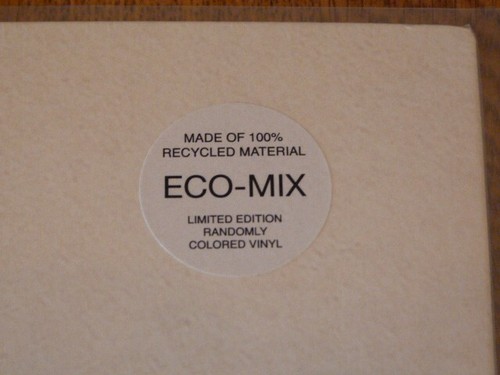 MADE OF 100%
RECYCLED MATERIAL
ECO-MIX
LIMITED EDITION
RANDOMLY
COLORED VINYL